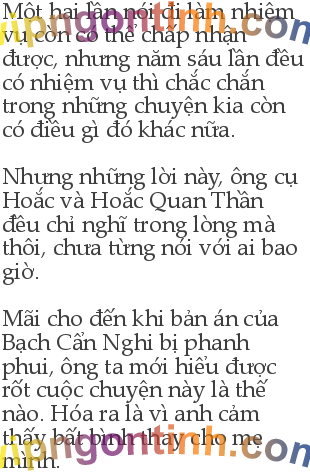 Một hai lần nói đi làm nhiệm
vụ còn có thể chấp nhận
được, nhưng năm sáu lần đều
có nhiệm vụ thì chắc chắn
trong những chuyện kia còn
có điều gì đó khác nữa.
Nhưng những lời này, ông cụ
Hoắc và Hoắc Quan Thần
đều chỉ nghĩ trong lòng mà
thôi, chưa từng nói với ai bao
giờ.
Mãi cho đến khi bản án của
Bạch Cẩn Nghi bị phanh
phui, ông ta mới hiểu được
rốt cuộc chuyện này là thế
nào. Hóa ra là vì anh cảm
thấy bất bình thay cho mẹ
mình.
vipngontinh.com
vipngontinh.com